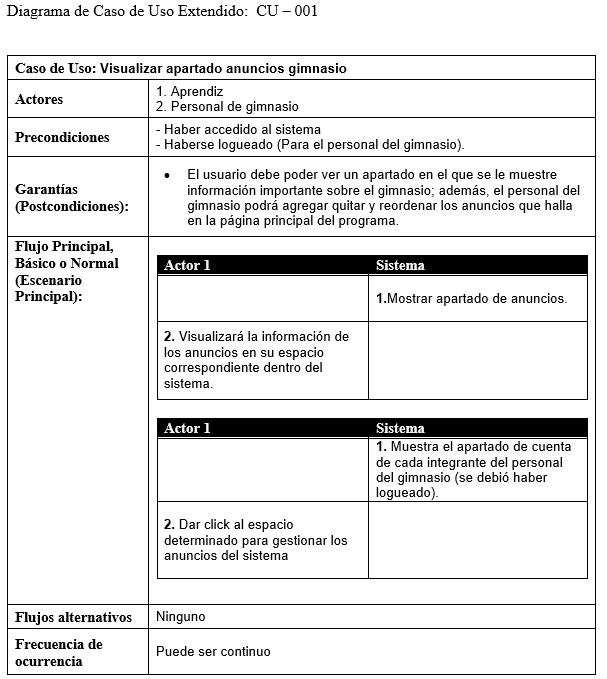 Diagrama de Caso de Uso Extendido:  CU – 001
Caso de Uso: Visualizar apartado anuncios gimnasio
Actores
1. Aprendiz
2. Personal de gimnasio
Precondiciones
- Haber accedido al sistema
- Haberse logueado (Para el personal del gimnasio).
Garantías
(Postcondiciones):
• El usuario debe poder ver un apartado en el que se le muestre
información importante sobre el gimnasio; además, el personal del
gimnasio podrá agregar quitar y reordenar los anuncios que halla
en la página principal del programa.
Flujo Principal,
Básico o Normal
(Escenario
Principal):
Actor 1
Sistema
1.Mostrar apartado de anuncios.
2. Visualizará la información de
los anuncios en su espacio
correspondiente dentro del
sistema.
Actor 1
Sistema
1. Muestra el apartado de cuenta
de cada integrante del personal
del gimnasio (se debió haber
logueado).
2. Dar click al espacio
determinado para gestionar los
anuncios del sistema
Flujos alternativos
Ninguno
Frecuencia de
ocurrencia
Puede ser continuo